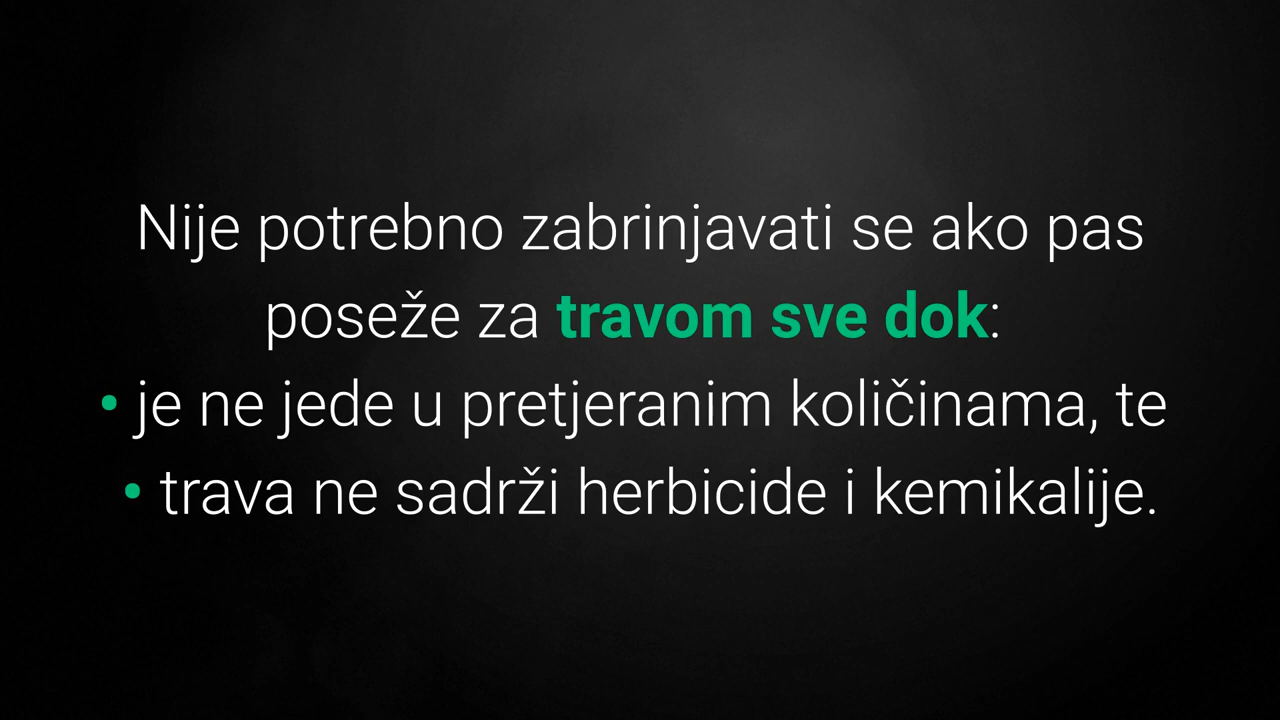 Nije potrebno zabrinjavati se ako pas
poseže za travom sve dok:
• je ne jede u pretjeranim količinama, te
• trava ne sadrži herbicide i kemikalije.